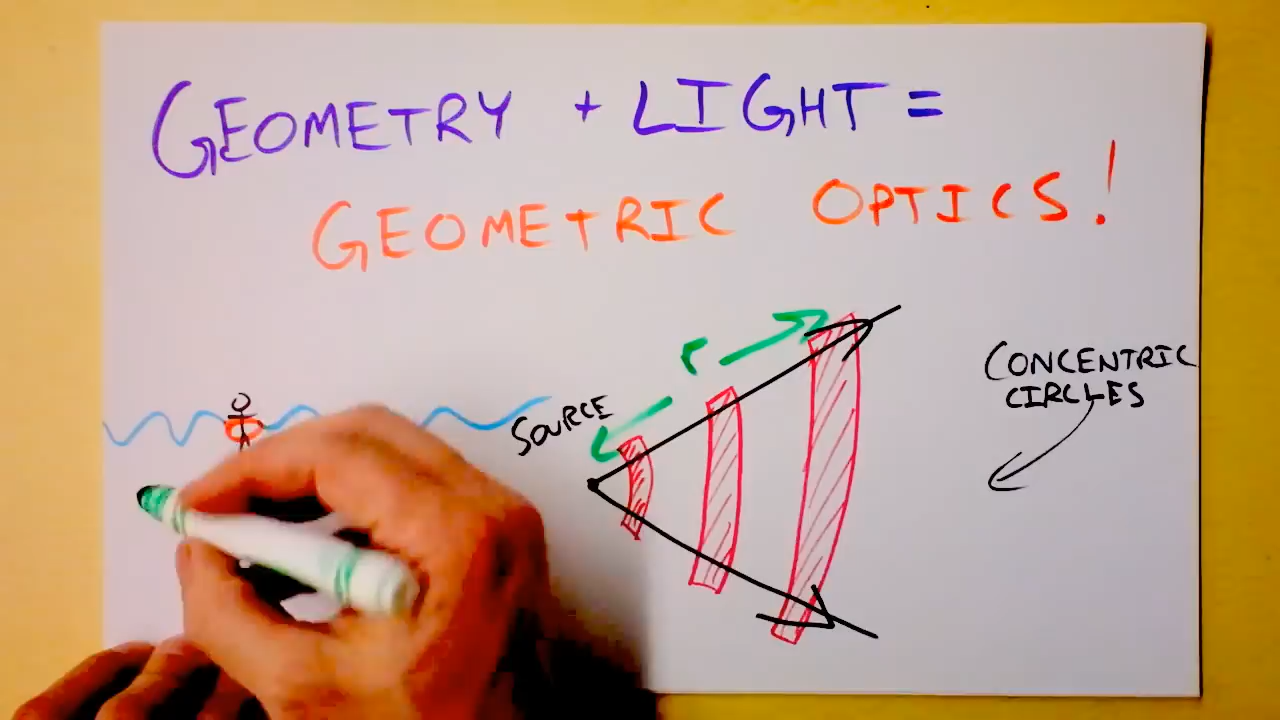 GEOMETRY + LIGHT =
GEOMETRIC OPTICS!
r
SOURCE
CONCENTRIC
CIRCLES